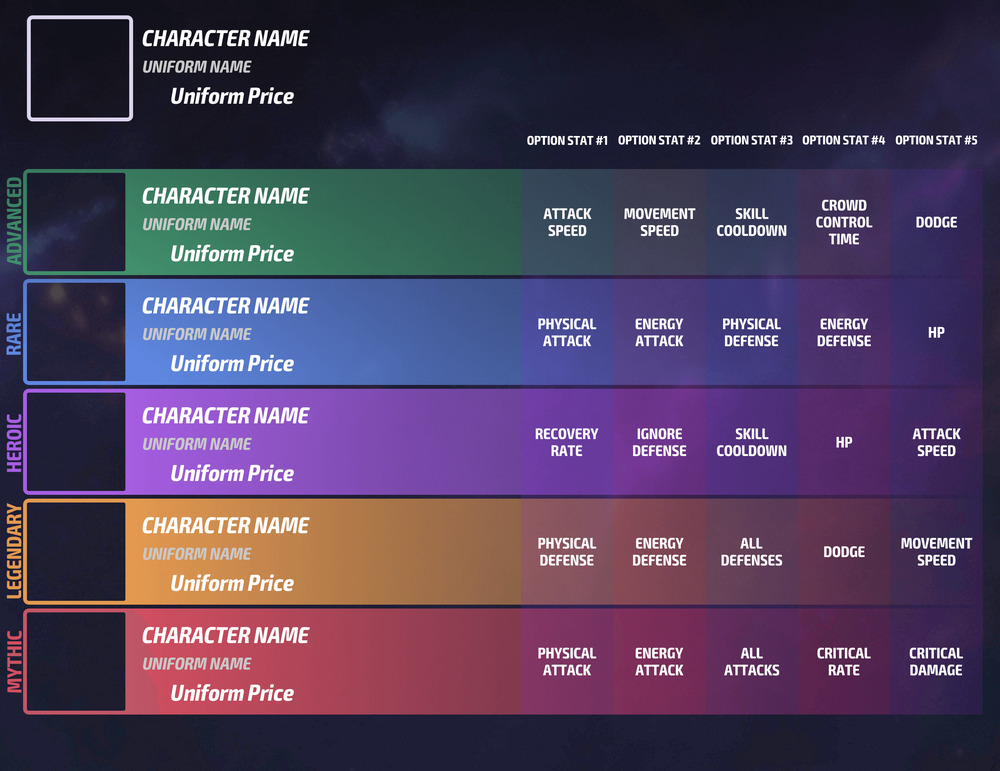 CHARACTER NAME
UNIFORM NAME
Uniform Price
OPTION STAT #1 OPTION STAT #2 OPTION STAT #3 OPTION STAT #4 OPTION STAT #5
ADVANCED
CHARACTER NAME
UNIFORM NAME
Uniform Price
ATTACK
SPEED
MOVEMENT
SPEED
SKILL
COOLDOWN
CROWD
CONTROL
TIME
DODGE
RARE
CHARACTER NAME
UNIFORM NAME
Uniform Price
PHYSICAL
ATTACK
ENERGY
ATTACK
PHYSICAL
DEFENSE
ENERGY
DEFENSE
HP
HEROIC
CHARACTER NAME
UNIFORM NAME
Uniform Price
RECOVERY
RATE
IGNORE
DEFENSE
SKILL
COOLDOWN
HP
ATTACK
SPEED
LEGENDARY
CHARACTER NAME
UNIFORM NAME
Uniform Price
PHYSICAL
DEFENSE
ENERGY
DEFENSE
ALL
DEFENSES
DODGE
MOVEMENT
SPEED
MYTHIC
CHARACTER NAME
UNIFORM NAME
Uniform Price
PHYSICAL
ATTACK
ENERGY
ATTACK
ALL
ATTACKS
CRITICAL
RATE
CRITICAL
DAMAGE